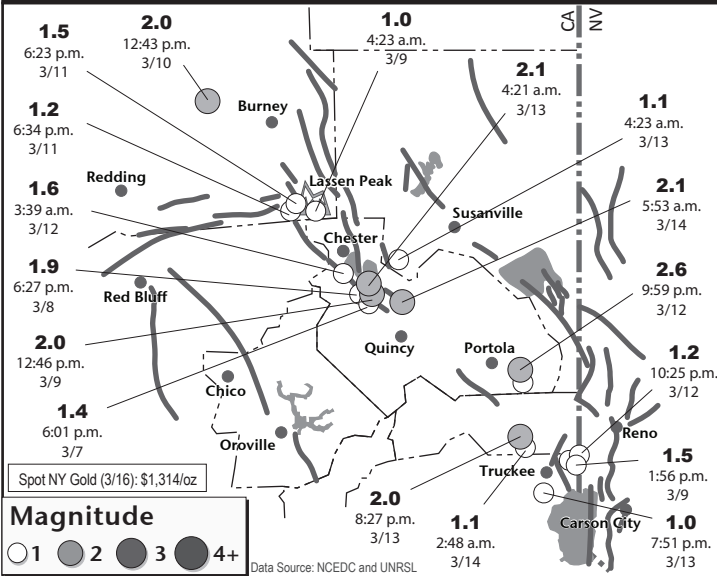 1.5
6:23 p.m.
3/11
2.0
12:43 p.m.
3/10
1.0
4:23 a.m.
3/9
CA
NV
2.1
4:21 a.m.
3/13
1.1
4:23 a.m.
3/13
1.2
6:34 p.m.
3/11
Burney
Redding
Lassen Peak
1.6
3:39 a.m.
3/12
Susanville
2.1
5:53 a.m.
3/14
Chester
1.9
6:27 p.m.
3/8
Red Bluff
2.6
9:59 p.m.
3/12
2.0
12:46 p.m.
3/9
Quincy
Portola
1.2
10:25 p.m.
3/12
Chico
1.4
6:01 p.m.
3/7
Oroville
Reno
1.5
1:56 p.m.
3/9
Truckee
Spot NY Gold (3/16): $1,314/oz
2.0
8:27 p.m.
3/13
1.1
2:48 a.m.
3/14
Carson City
1.0
7:51 p.m.
3/13
Magnitude
1 2 3 4+
Data Source: NCEDC and UNRSL